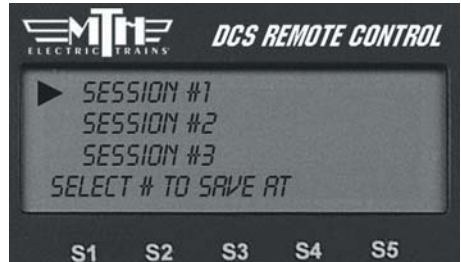 MTH
ELECTRIC TRAINS
DCS REMOTE CONTROL
SESSION #1
SESSION #2
SESSION #3
SELECT # TO SAVE AT
S1 S2 S3 S4 S5